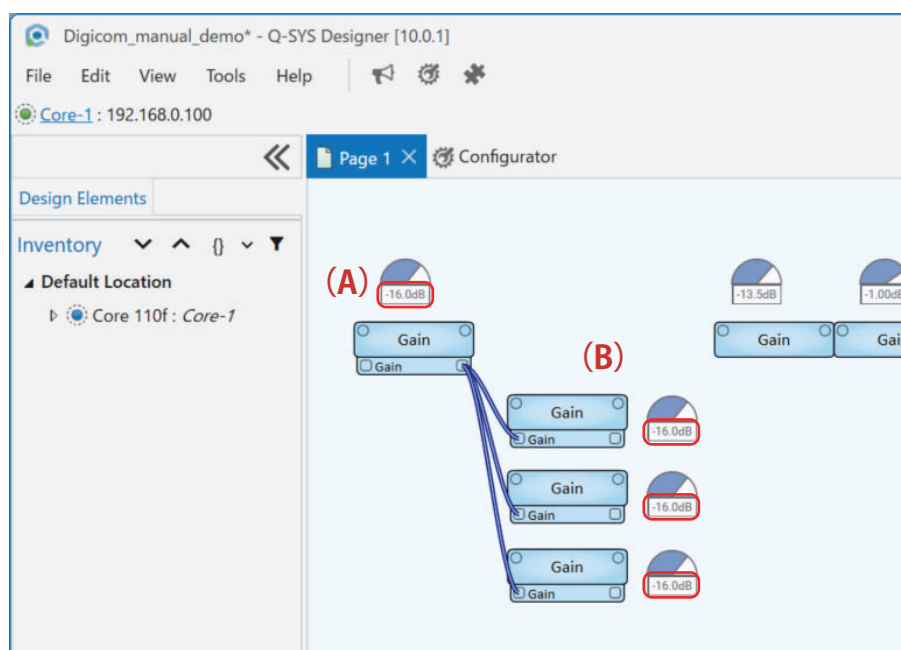 Digicom_manual_demo* - Q-SYS Designer [10.0.1]
File Edit View Tools Help
Core-1 : 192.168.0.100
Page 1 Configurator
Design Elements
Inventory {}
Default Location
Core 110f : Core-1
(A)
-16.0dB
-13.5dB
-1.00dB
Gain
Gain
Gain
Gai
(B)
Gain
Gain
-16.0dB
Gain
Gain
-16.0dB
Gain
Gain
-16.0dB